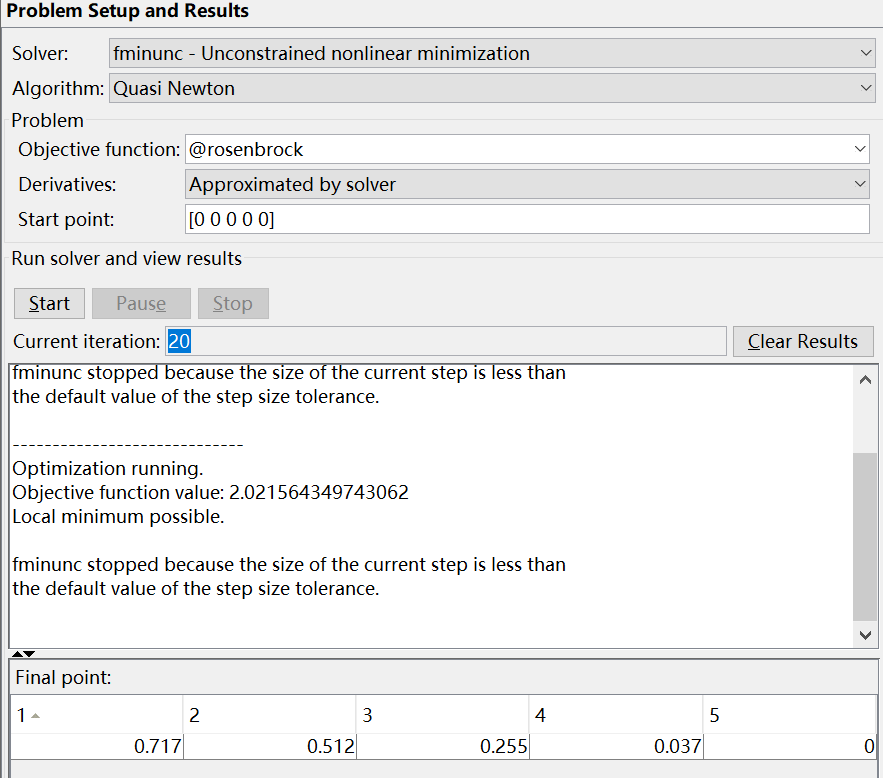 Problem Setup and Results
Solver: fminunc - Unconstrained nonlinear minimization
Algorithm: Quasi Newton
Problem
Objective function: @rosenbrock
Derivatives: Approximated by solver
Start point: [0 0 0 0 0]
Run solver and view results
Start Pause Stop
Current iteration: 20 Clear Results
fminunc stopped because the size of the current step is less than
the default value of the step size tolerance.
-----------------------------
Optimization running.
Objective function value: 2.021564349743062
Local minimum possible.
fminunc stopped because the size of the current step is less than
the default value of the step size tolerance.
Final point:
1 2 3 4 5
0.717 0.512 0.255 0.037 0